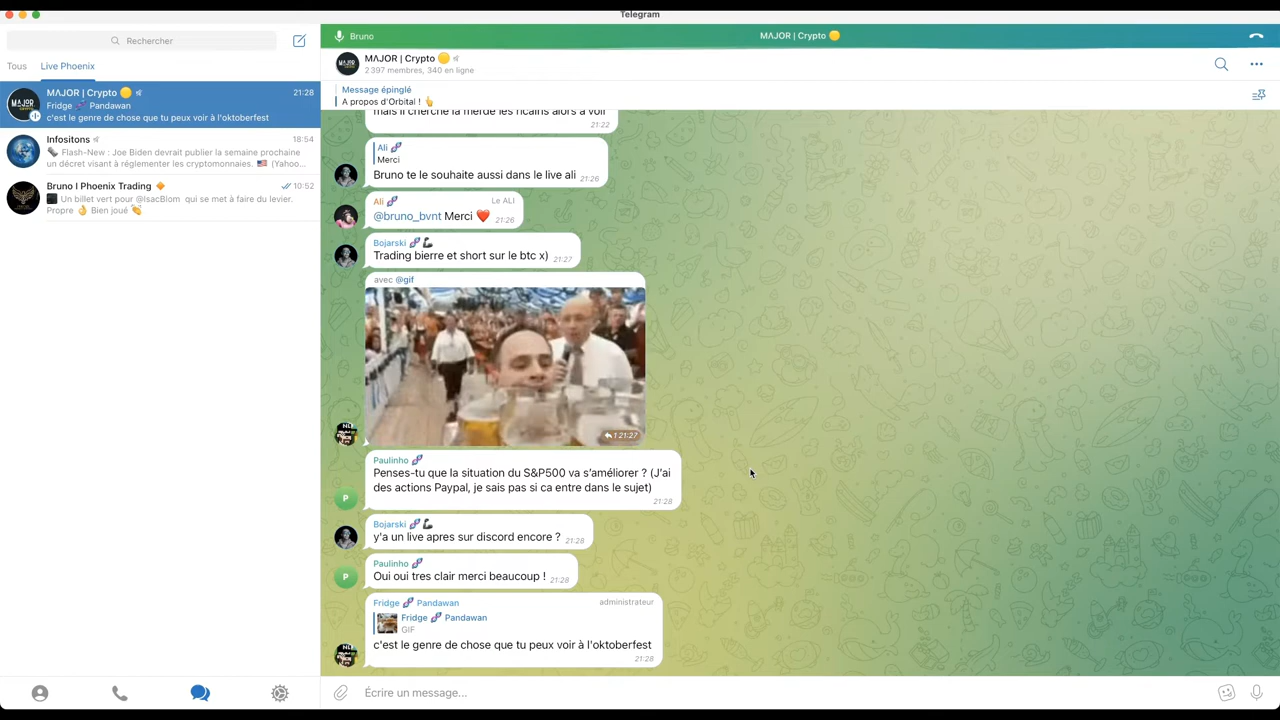 Telegram
Rechercher
Tous
Live Phoenix
MΛJOR | Crypto
21:28
Fridge Pandawan
c'est le genre de chose que tu peux voir à l'oktoberfest
Infositons
18:54
Flash-New : Joe Biden devrait publier la semaine prochaine
un décret visant à réglementer les cryptomonnaies. (Yahoo...
Bruno I Phoenix Trading
10:52
Un billet vert pour @IsacBlom qui se met à faire du levier.
Propre Bien joué
Bruno
MΛJOR | Crypto
MΛJOR | Crypto
2 397 membres, 340 en ligne
Message épinglé
A propos d'Orbital !
mais il cherche la merde les ricains alors a voir
21:22
Ali
Merci
Bruno te le souhaite aussi dans le live ali
21:26
Ali
Le ALI
@bruno_bvnt Merci ❤️
21:26
Bojarski
Trading bierre et short sur le btc x)
21:27
avec @gif
1 21:27
Paulinho
Penses-tu que la situation du S&P500 va s'améliorer ? (J'ai
des actions Paypal, je sais pas si ca entre dans le sujet)
21:28
P
Bojarski
y'a un live apres sur discord encore ?
21:28
Paulinho
Oui oui tres clair merci beaucoup !
21:28
P
Fridge Pandawan
administrateur
Fridge Pandawan
GIF
c'est le genre de chose que tu peux voir à l'oktoberfest
21:28
Écrire un message...